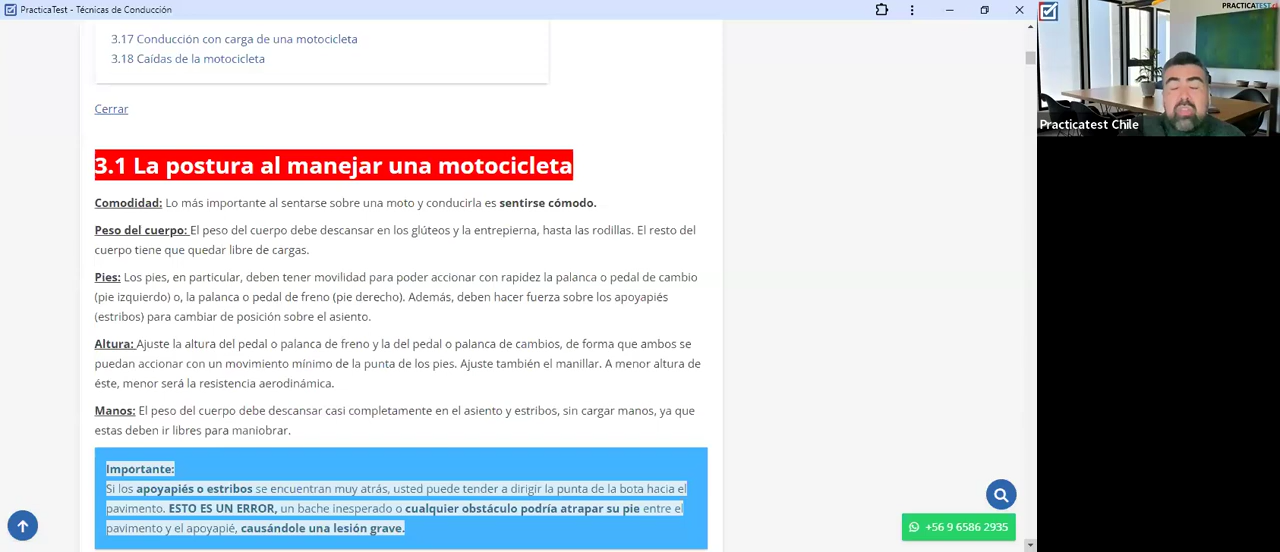 PracticaTest - Técnicas de Conducción
PRACTICATEST.cl
3.17 Conducción con carga de una motocicleta
3.18 Caídas de la motocicleta
Practicatest Chile
Cerrar
3.1 La postura al manejar una motocicleta
Comodidad: Lo más importante al sentarse sobre una moto y conducirla es sentirse cómodo.
Peso del cuerpo: El peso del cuerpo debe descansar en los glúteos y la entrepierna, hasta las rodillas. El resto del
cuerpo tiene que quedar libre de cargas.
Pies: Los pies, en particular, deben tener movilidad para poder accionar con rapidez la palanca o pedal de cambio
(pie izquierdo) o, la palanca o pedal de freno (pie derecho). Además, deben hacer fuerza sobre los apoyapiés
(estribos) para cambiar de posición sobre el asiento.
Altura: Ajuste la altura del pedal o palanca de freno y la del pedal o palanca de cambios, de forma que ambos se
puedan accionar con un movimiento mínimo de la punta de los pies. Ajuste también el manillar. A menor altura de
éste, menor será la resistencia aerodinámica.
Manos: El peso del cuerpo debe descansar casi completamente en el asiento y estribos, sin cargar manos, ya que
estas deben ir libres para maniobrar.
Importante:
Si los apoyapiés o estribos se encuentran muy atrás, usted puede tender a dirigir la punta de la bota hacia el
pavimento. ESTO ES UN ERROR, un bache inesperado o cualquier obstáculo podría atrapar su pie entre el
pavimento y el apoyapié, causándole una lesión grave.
+56 9 6586 2935